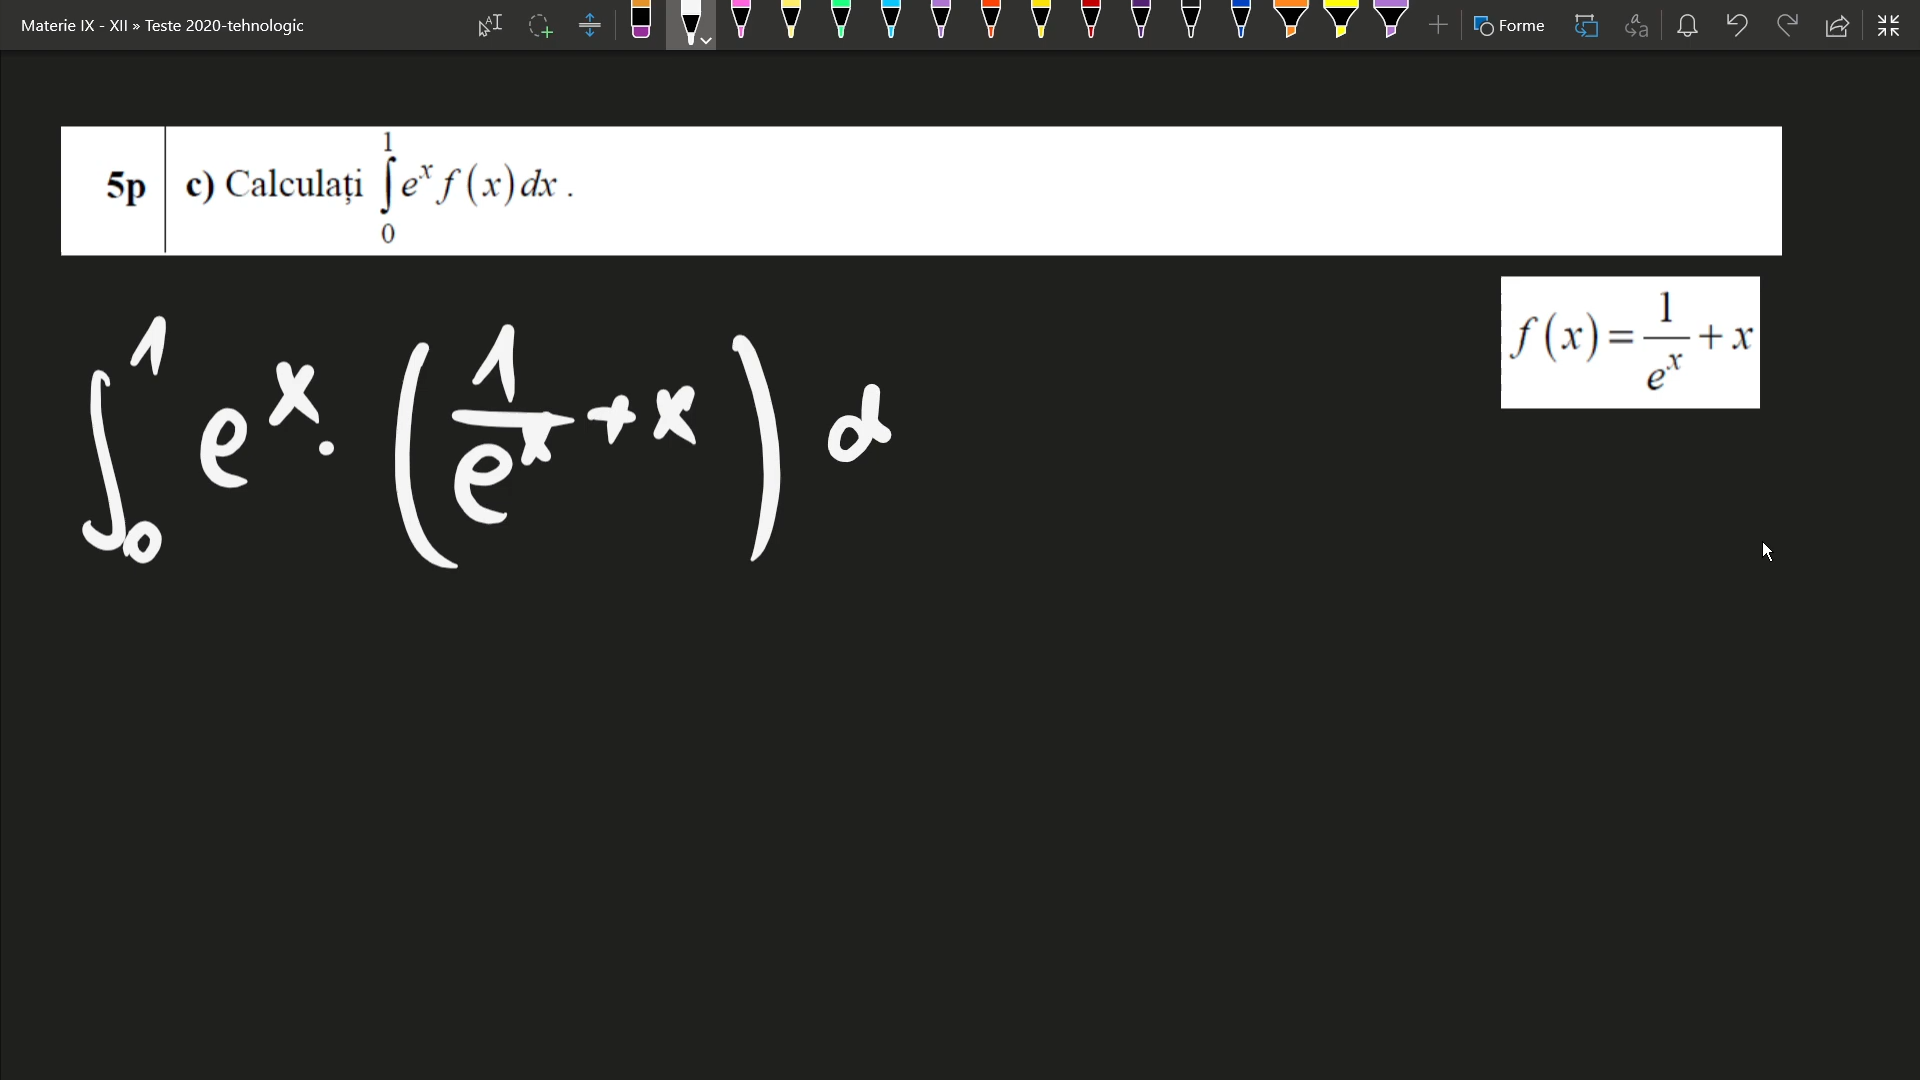 Materie IX - XII » Teste 2020-tehnologic
Forme
5p c) Calculați ∫₀¹ eˣ f(x)dx .
f(x) = 1/eˣ + x
∫₀¹ eˣ · (1/eˣ + x) d